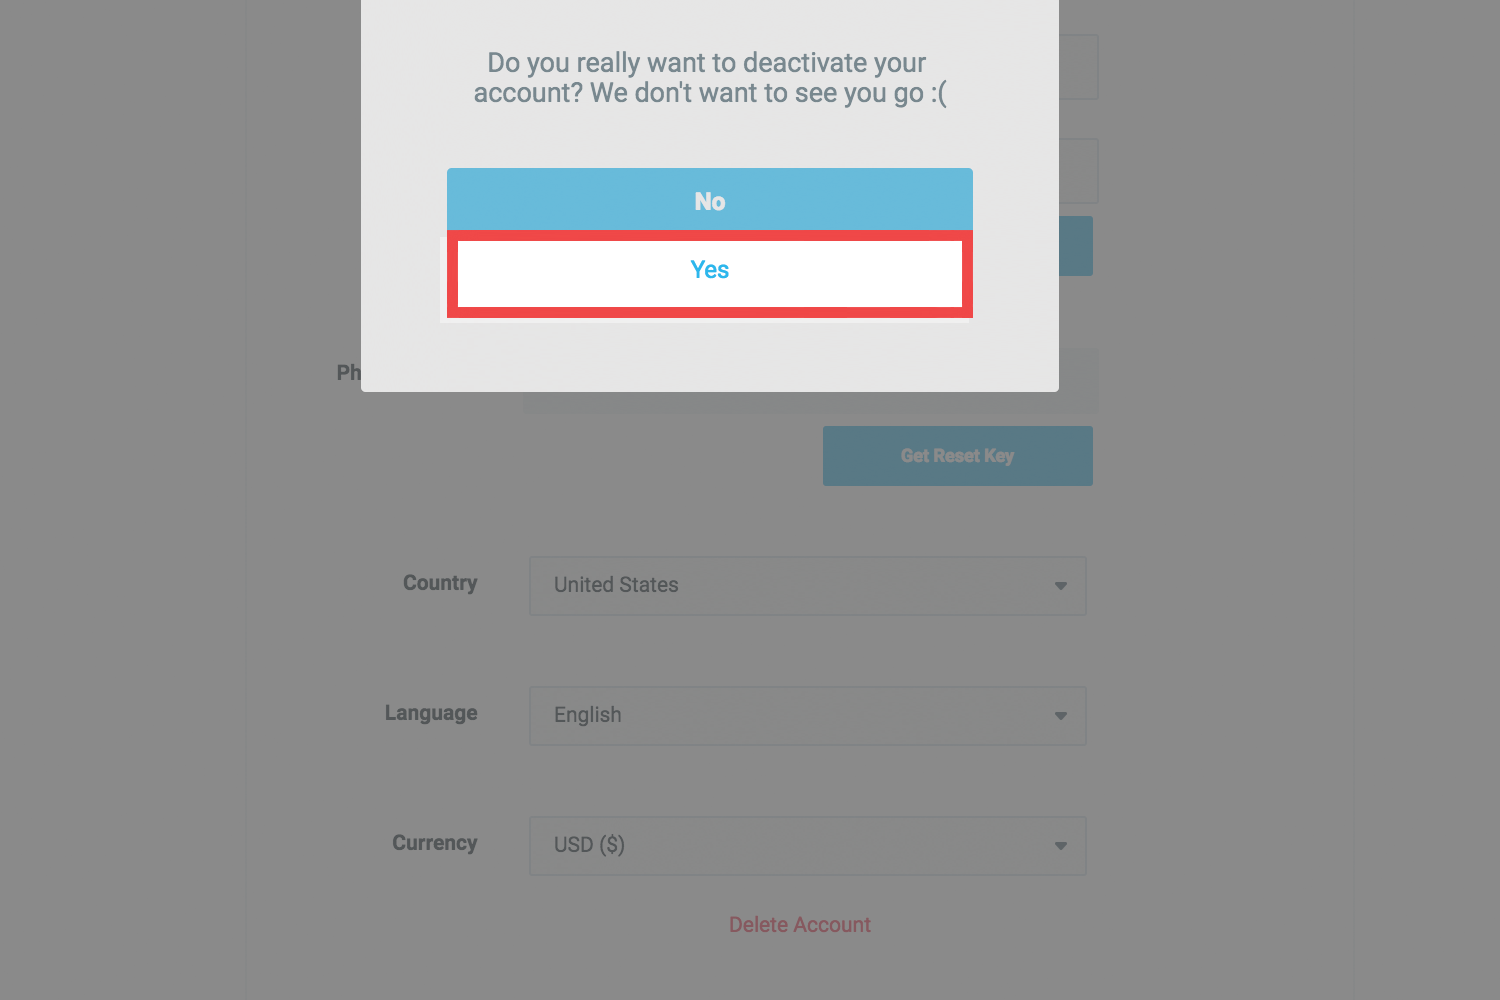 Do you really want to deactivate your
account? We don't want to see you go :(
No
Yes
Ph
Get Reset Key
Country
United States
Language
English
Currency
USD ($)
Delete Account